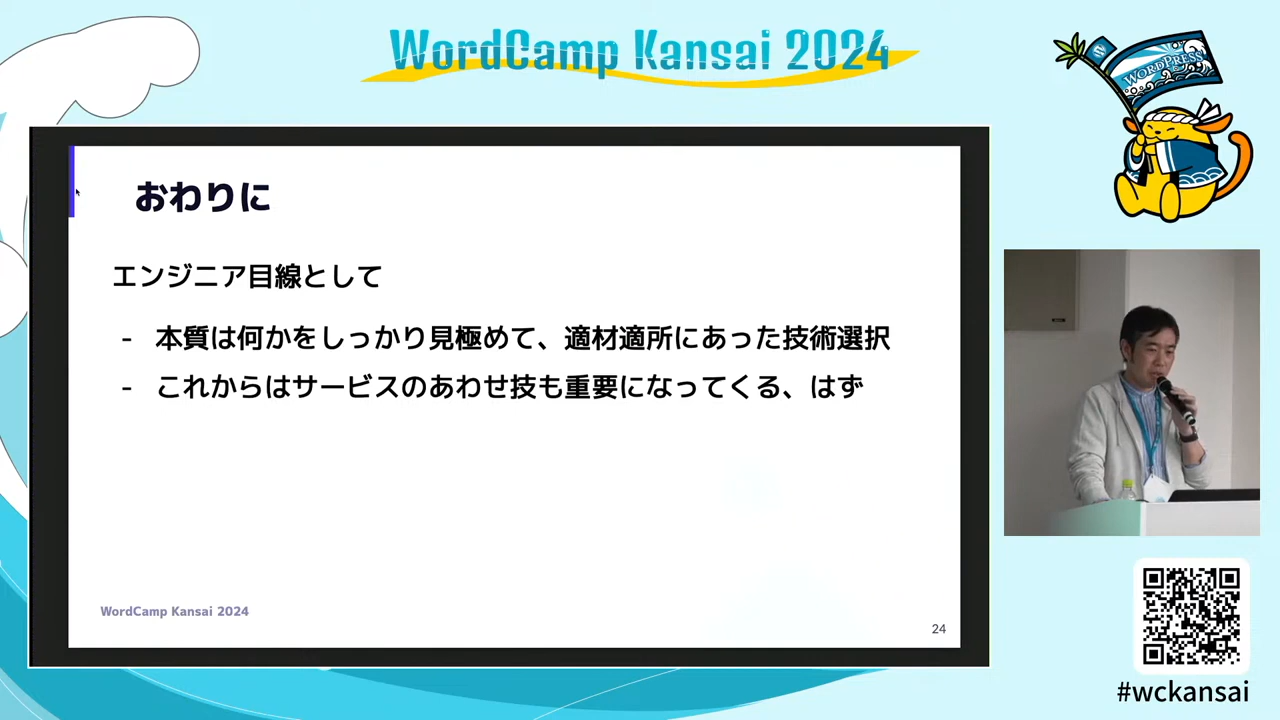 WordCamp Kansai 2024
WORDPRESS
おわりに
エンジニア目線として
- 本質は何かをしっかり見極めて、適材適所にあった技術選択
- これからはサービスのあわせ技も重要になってくる、はず
WordCamp Kansai 2024
24
#wckansai